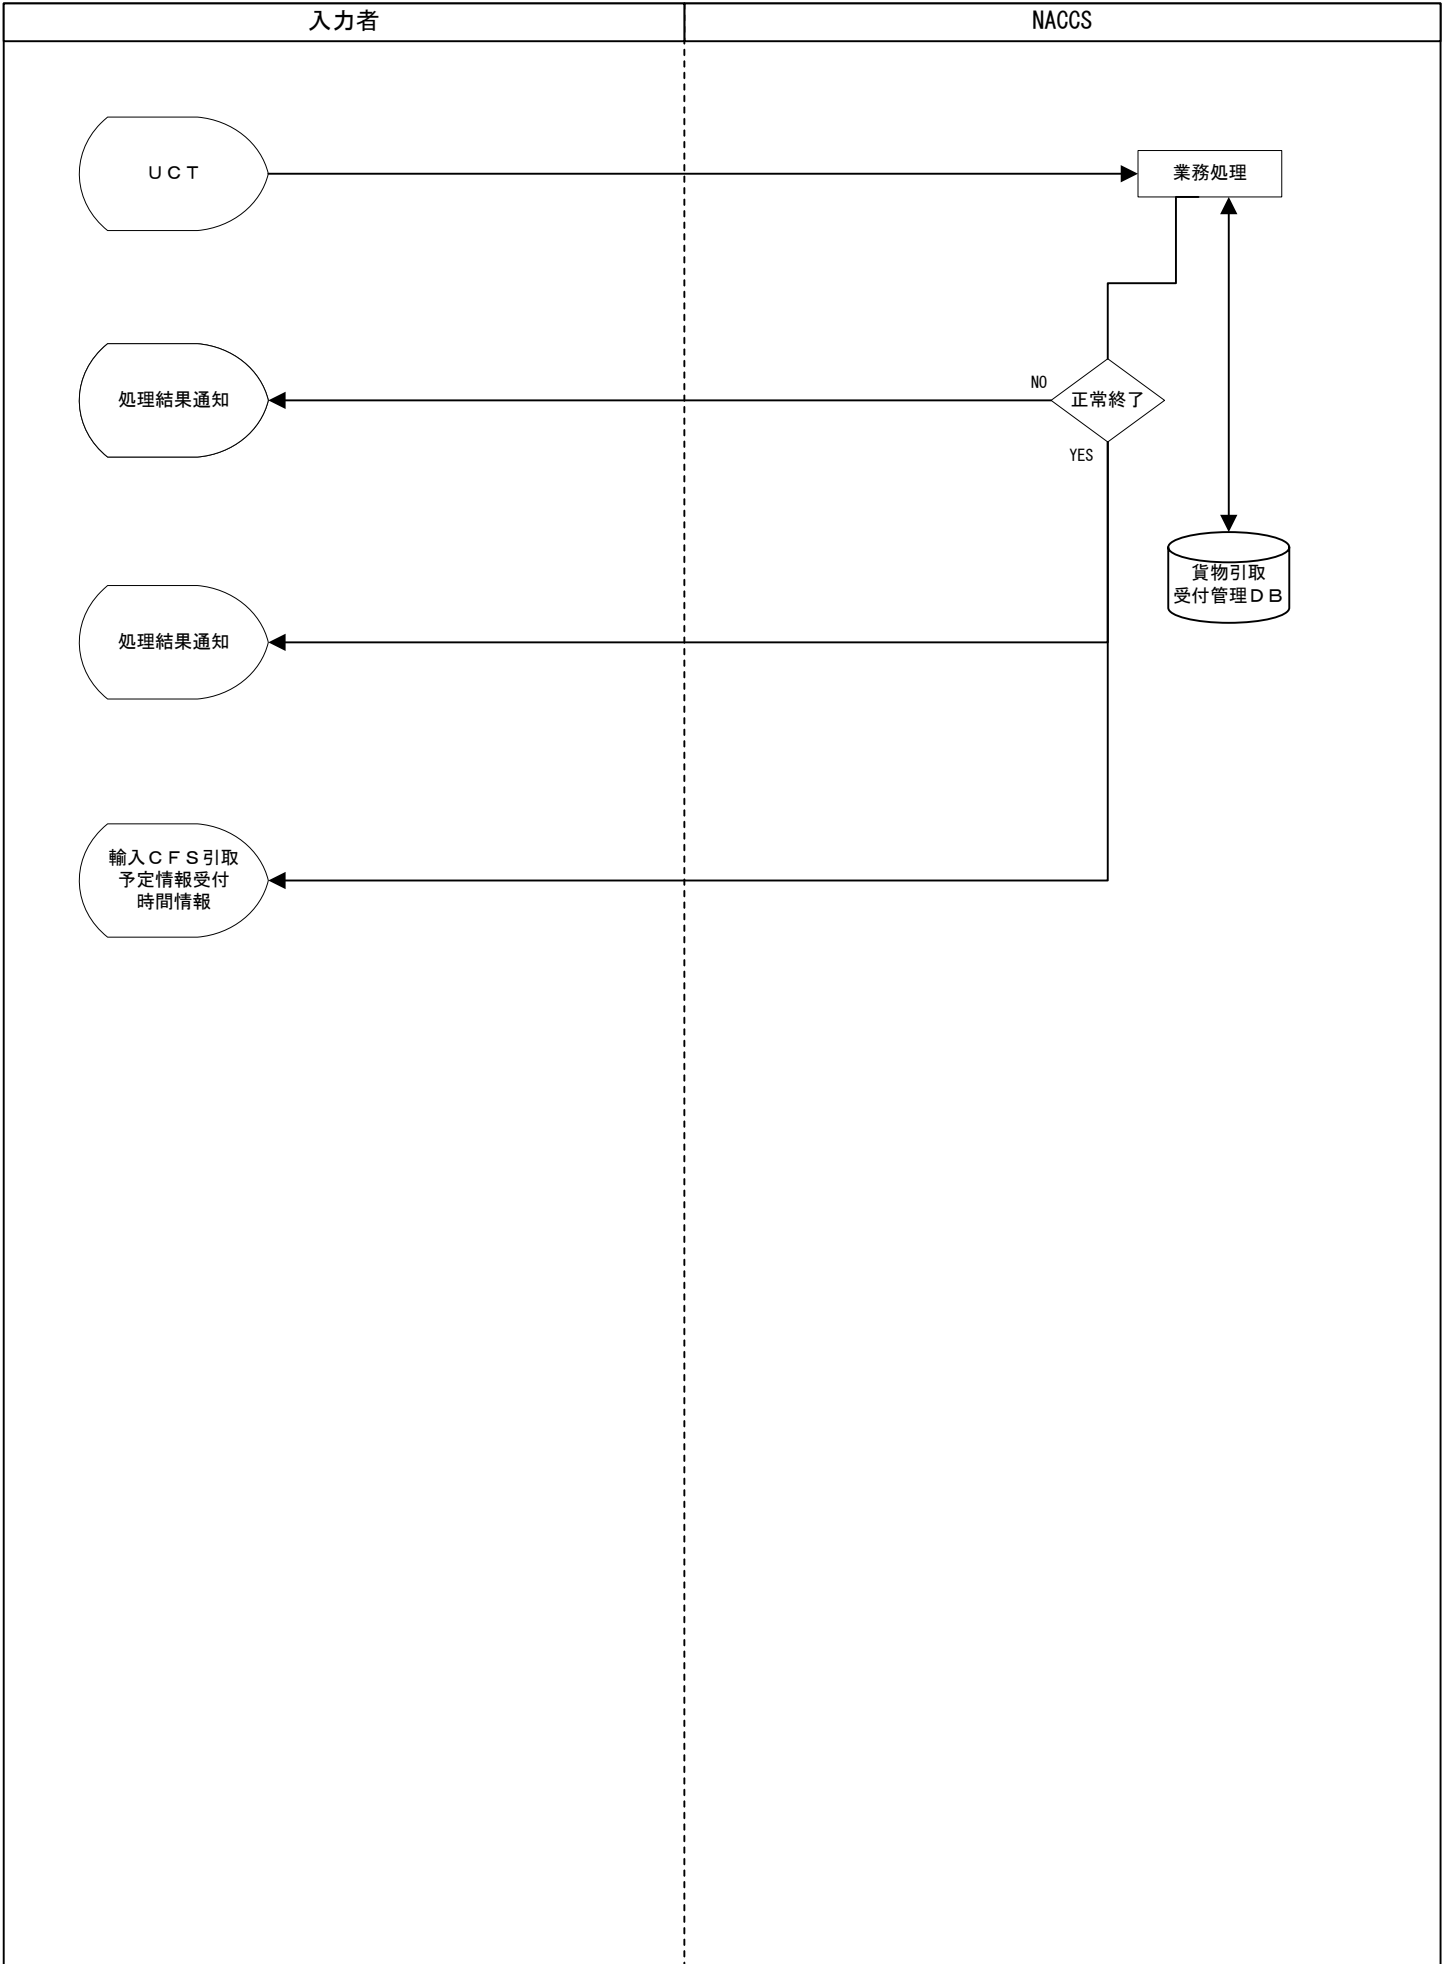 入力者
NACCS
ＵＣＴ
業務処理
処理結果通知
NO
正常終了
YES
貨物引取
受付管理ＤＢ
処理結果通知
輸入ＣＦＳ引取
予定情報受付
時間情報